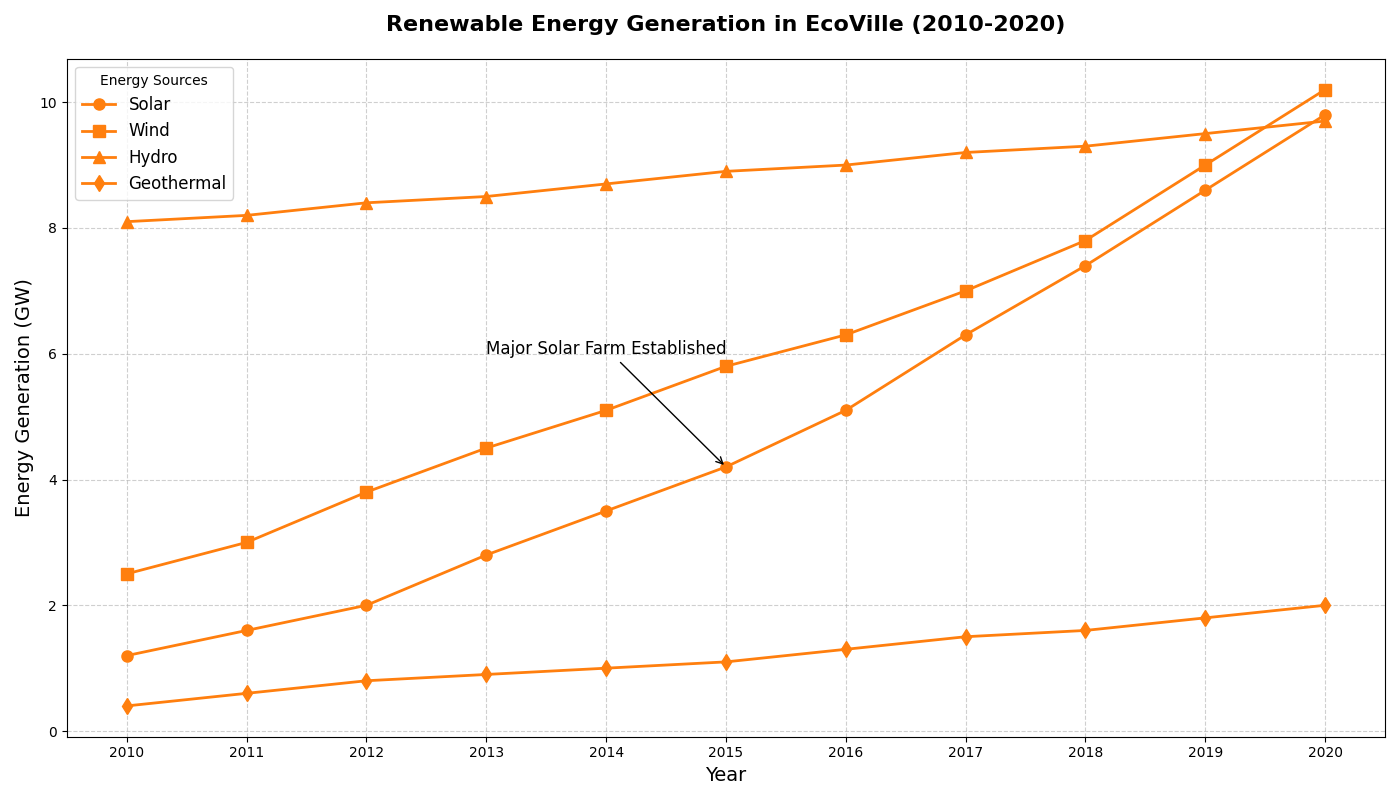 Renewable Energy Generation in EcoVille (2010-2020)
Energy Sources
Solar
Wind
Hydro
Geothermal
Major Solar Farm Established
Energy Generation (GW)
10
8
6
4
2
0
2010 2011 2012 2013 2014 2015 2016 2017 2018 2019 2020
Year